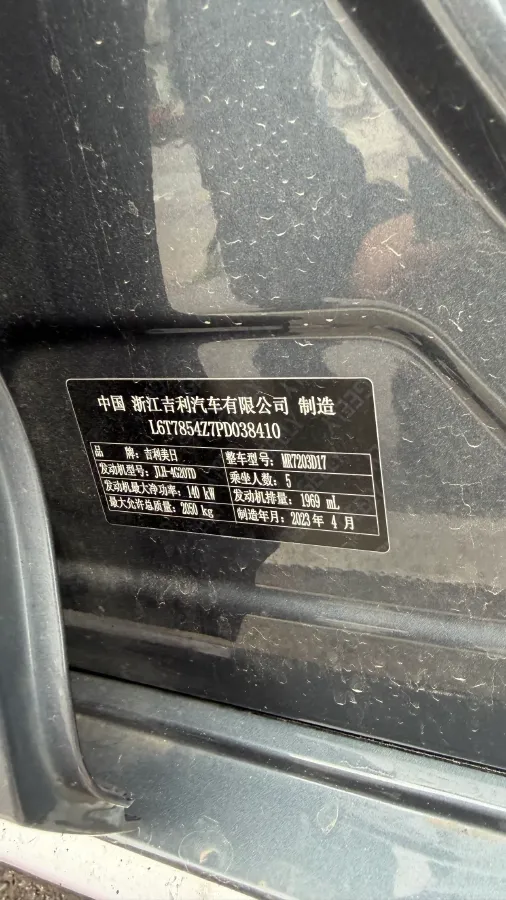 中国 浙江吉利汽车有限公司 制造
L6T7854Z7PD038410
品 牌：吉利美日 整车型号：MR7203D17
发动机型号：JLH-4G20TD 乘坐人数：5
发动机最大净功率：140 kW 发动机排量：1969 mL
最大允许总质量：2050 kg 制造年月：2023 年 4 月